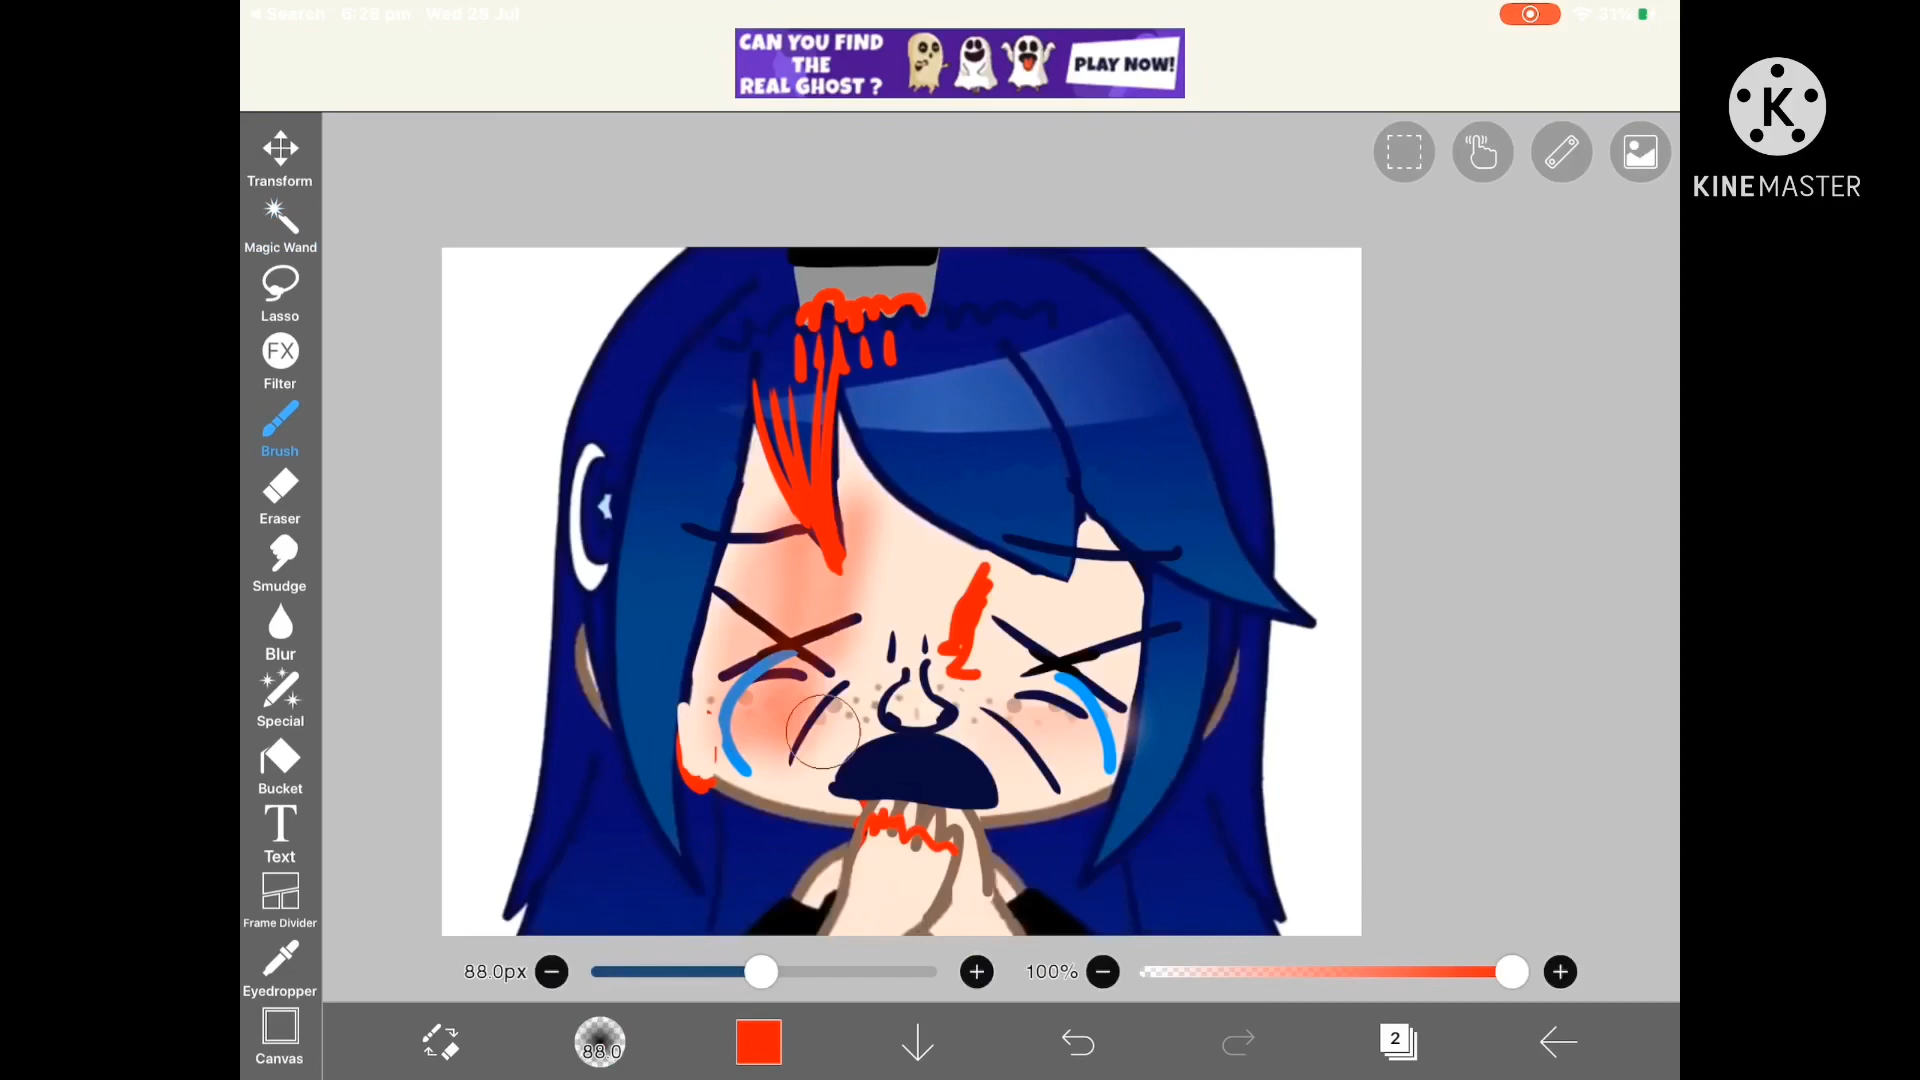 Search 6:28 pm Wed 28 Jul
31%
CAN YOU FIND
THE
REAL GHOST ?
PLAY NOW!
K
KINEMASTER
Transform
Magic Wand
Lasso
FX
Filter
Brush
Eraser
Smudge
Blur
Special
Bucket
T
Text
Frame Divider
Eyedropper
Canvas
88.0px
100%
88.0
2